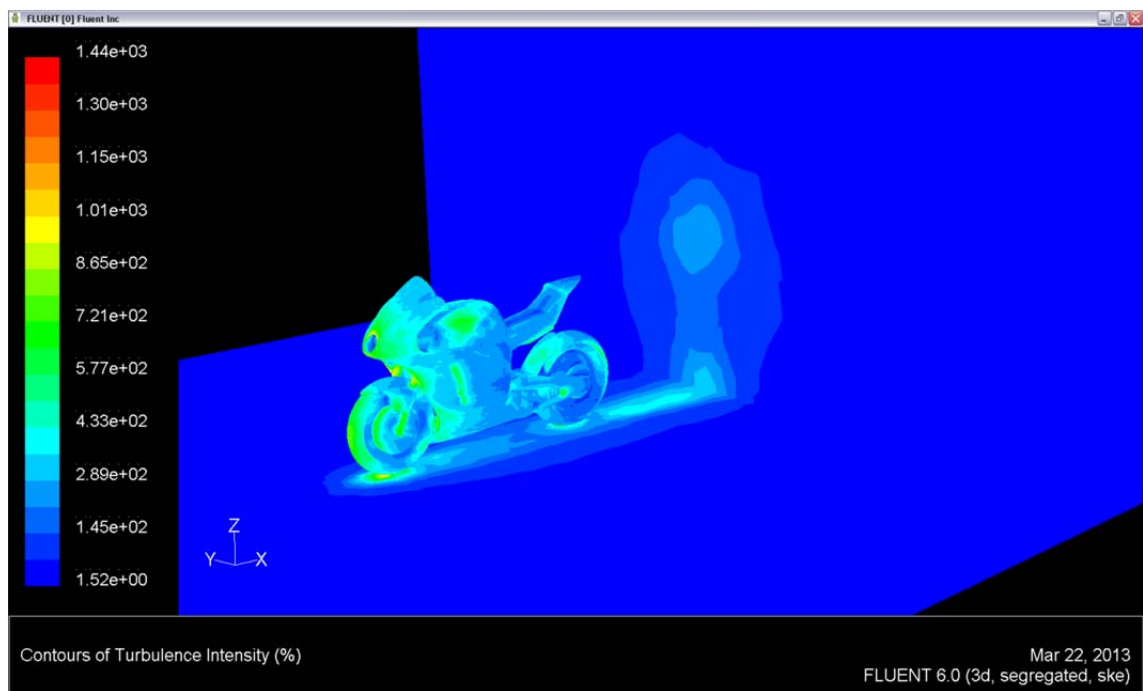 FLUENT [0] Fluent Inc
1.44e+03
1.30e+03
1.15e+03
1.01e+03
8.65e+02
7.21e+02
5.77e+02
4.33e+02
2.89e+02
1.45e+02
1.52e+00
Z
Y X
Contours of Turbulence Intensity (%)
Mar 22, 2013
FLUENT 6.0 (3d, segregated, ske)